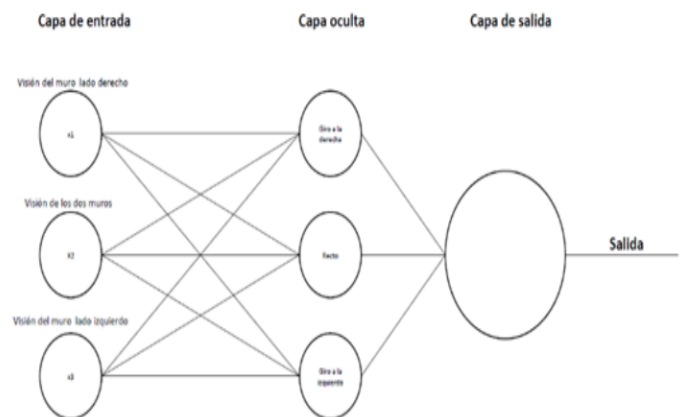 Capa de entrada
Capa oculta
Capa de salida
Visión del muro lado derecho
x1
Giro a la
derecha
Visión de los dos muros
x2
Recto
Salida
Visión del muro lado izquierdo
x3
Giro a la
izquierda